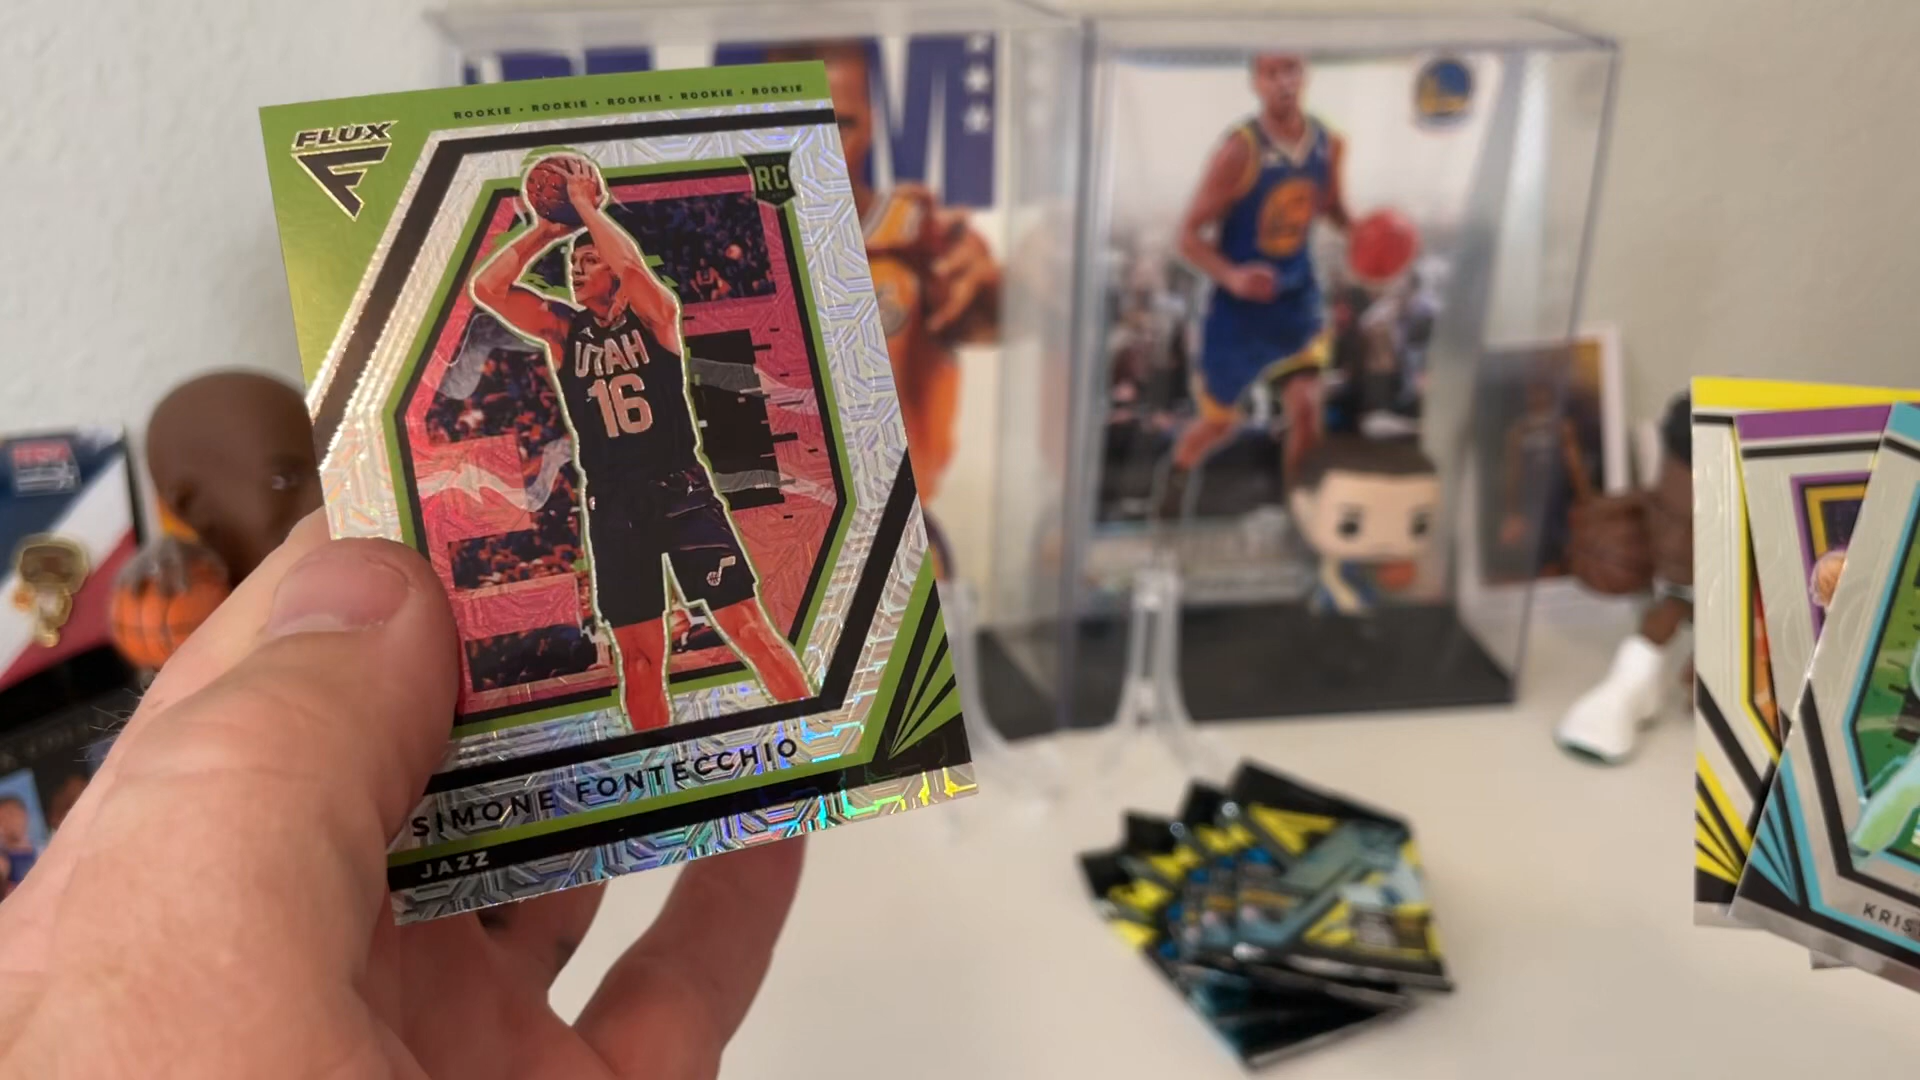 ROOKIE • ROOKIE • ROOKIE • ROOKIE • ROOKIE
FLUX
F
RC
UTAH
16
SIMONE FONTECCHIO
JAZZ
KRIS